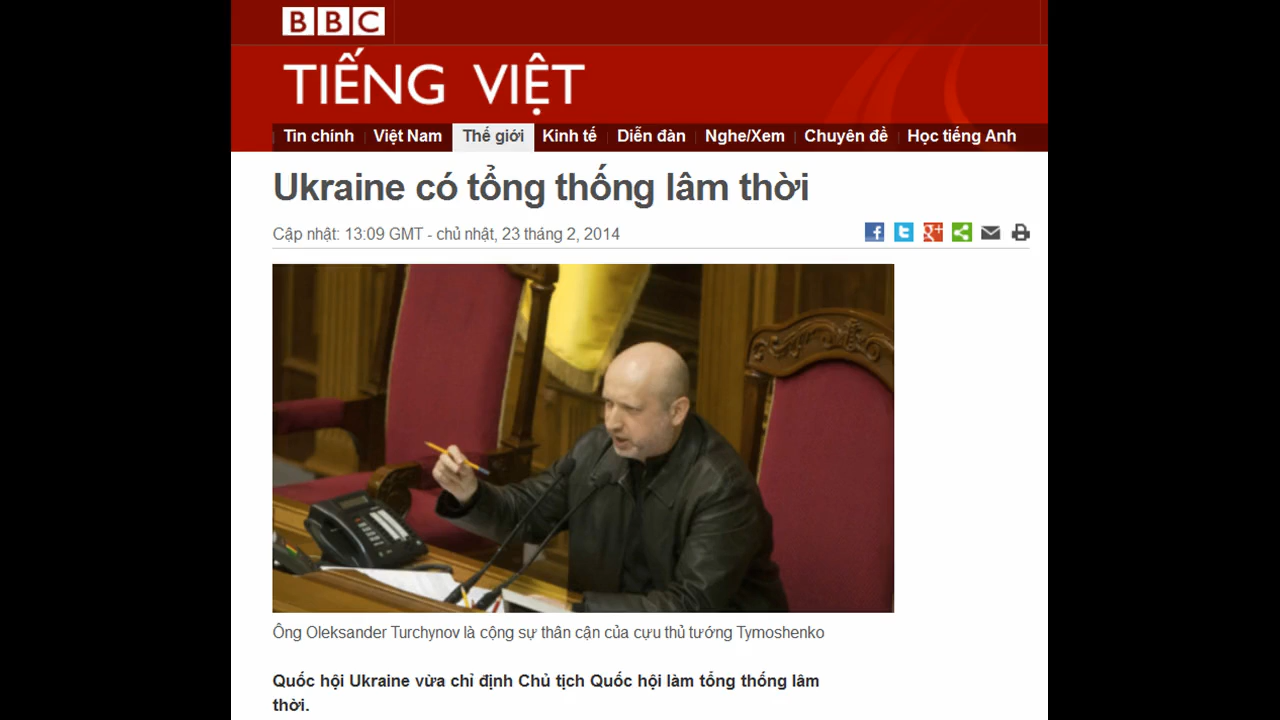 BBC
TIẾNG VIỆT
Tin chính Việt Nam Thế giới Kinh tế Diễn đàn Nghe/Xem Chuyên đề Học tiếng Anh
Ukraine có tổng thống lâm thời
Cập nhật: 13:09 GMT - chủ nhật, 23 tháng 2, 2014
Ông Oleksander Turchynov là cộng sự thân cận của cựu thủ tướng Tymoshenko
Quốc hội Ukraine vừa chỉ định Chủ tịch Quốc hội làm tổng thống lâm
thời.